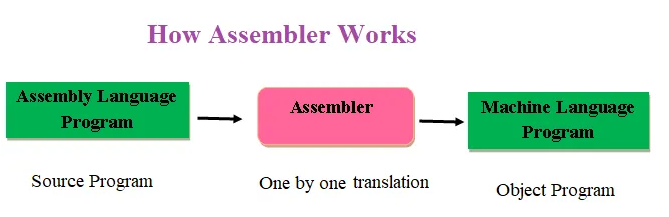 How Assembler Works
Assembly Language
Program
Assembler
Machine Language
Program
Source Program
One by one translation
Object Program